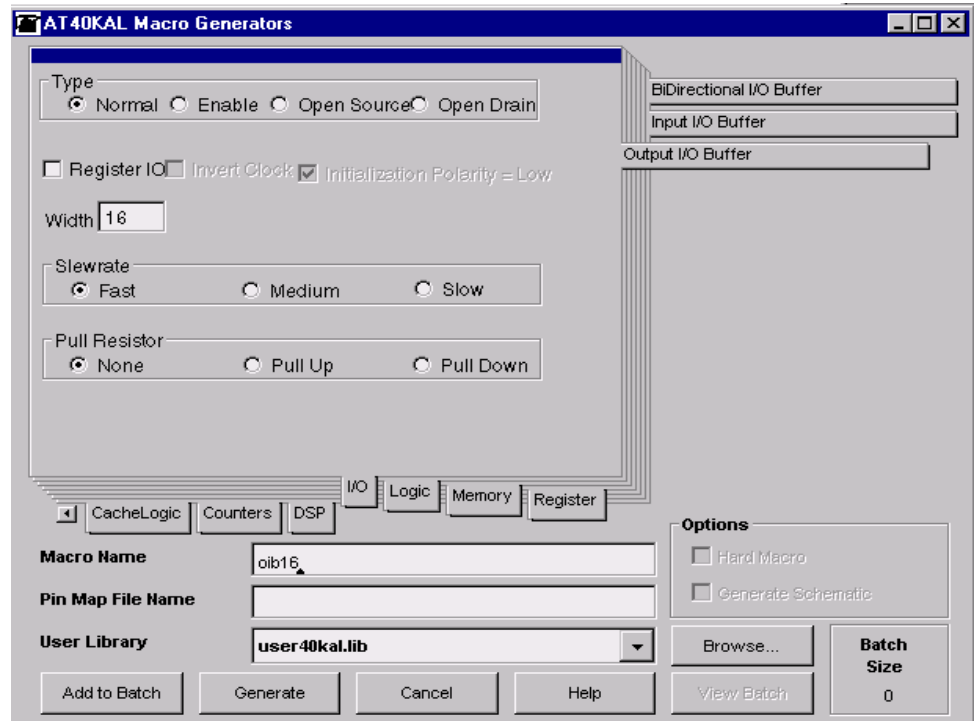 AT40KAL Macro Generators
Type
Normal Enable Open Source Open Drain
BiDirectional I/O Buffer
Input I/O Buffer
Output I/O Buffer
Register IO Invert Clock Initialization Polarity = Low
Width 16
Slewrate
Fast Medium Slow
Pull Resistor
None Pull Up Pull Down
I/O Logic Memory Register
CacheLogic Counters DSP
Options
Macro Name oib16 Hard Macro
Pin Map File Name Generate Schematic
User Library user40kal.lib Browse... Batch
Size
Add to Batch Generate Cancel Help View Batch 0